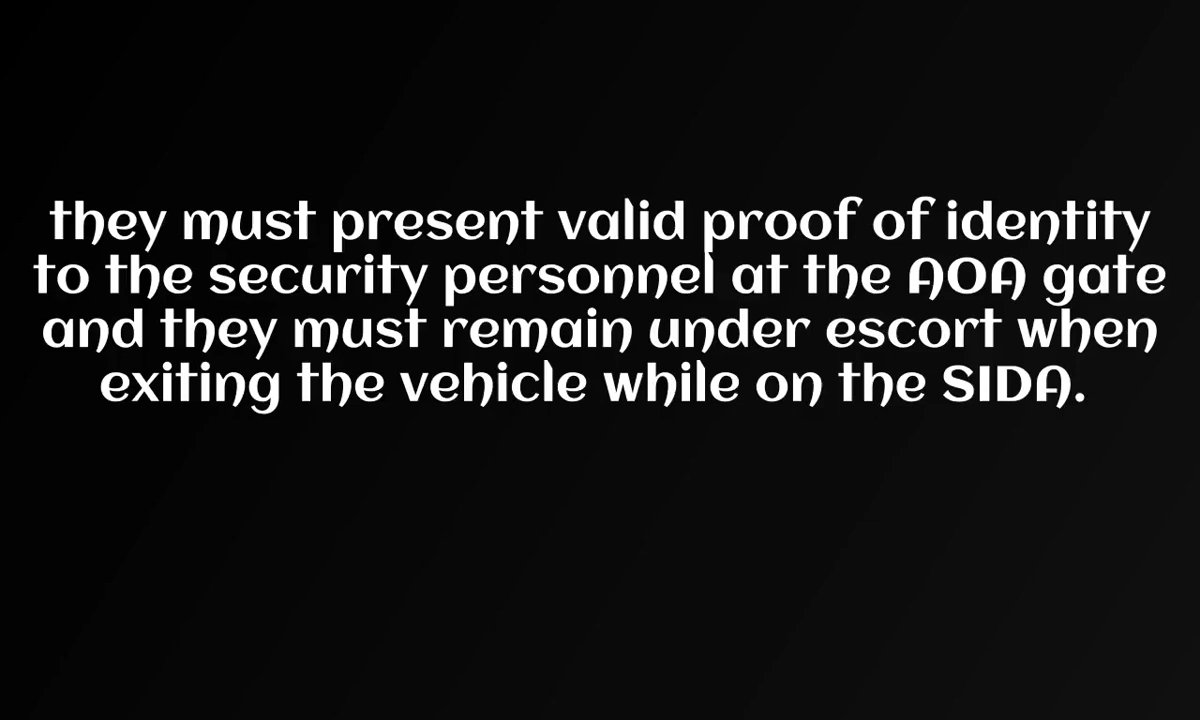 they must present valid proof of identity
to the security personnel at the AOA gate
and they must remain under escort when
exiting the vehicle while on the SIDA.